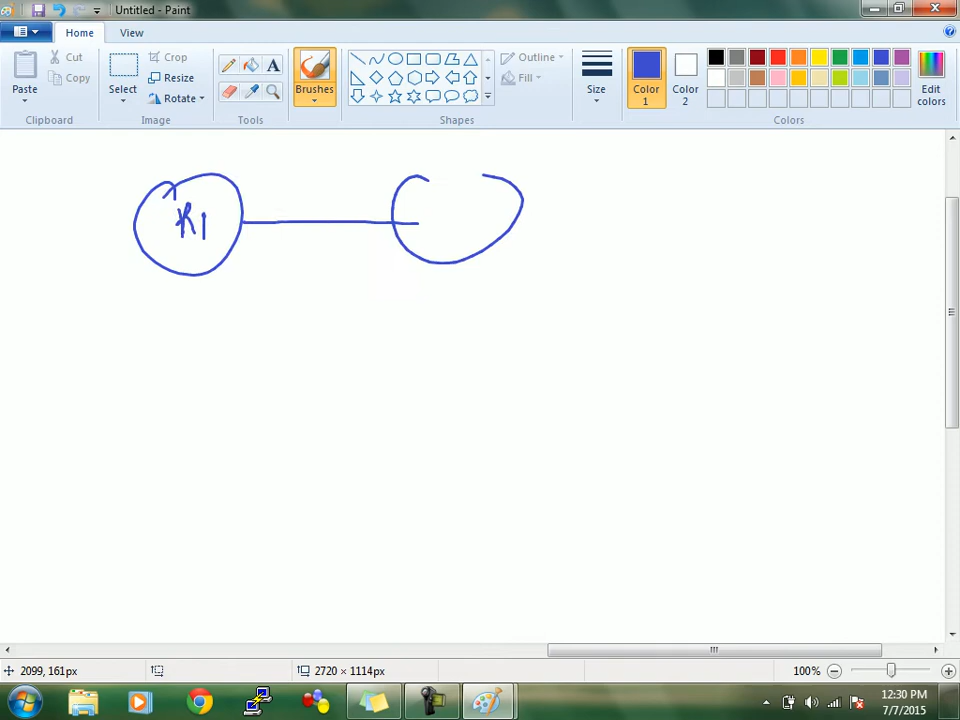 Untitled - Paint
Home
View
Paste
Cut
Copy
Clipboard
Select
Crop
Resize
Rotate
Image
Tools
Brushes
Outline
Fill
Shapes
Size
Color 1
Color 2
Edit colors
Colors
R1
2099, 161px
2720 × 1114px
100%
12:30 PM
7/7/2015